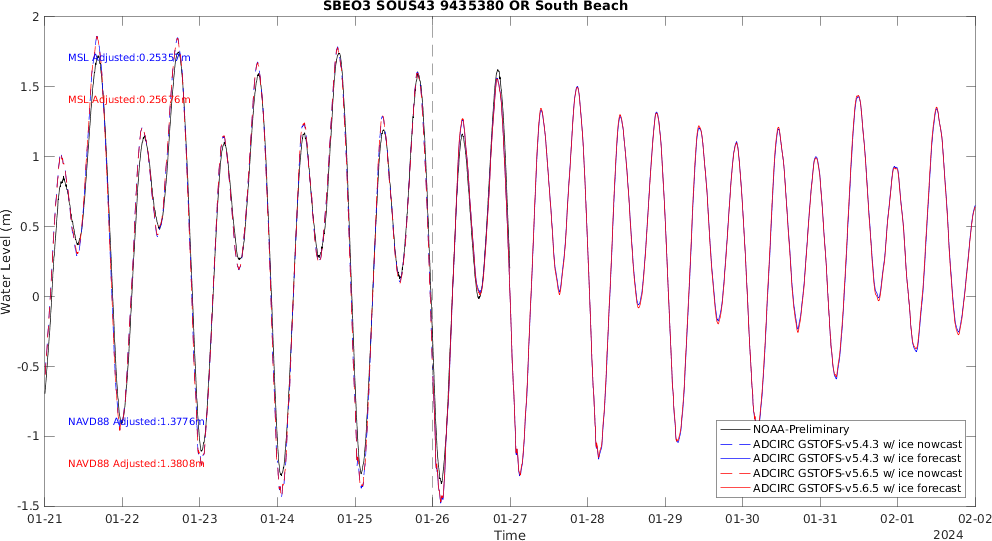 SBEO3 SOUS43 9435380 OR South Beach
Water Level (m)
2
1.5
1
0.5
0
-0.5
-1
-1.5
MSL Adjusted:0.25357m
MSL Adjusted:0.25676m
NAVD88 Adjusted:1.3776m
NAVD88 Adjusted:1.3808m
NOAA-Preliminary
ADCIRC GSTOFS-v5.4.3 w/ ice nowcast
ADCIRC GSTOFS-v5.4.3 w/ ice forecast
ADCIRC GSTOFS-v5.6.5 w/ ice nowcast
ADCIRC GSTOFS-v5.6.5 w/ ice forecast
01-21 01-22 01-23 01-24 01-25 01-26 01-27 01-28 01-29 01-30 01-31 02-01 02-02
Time
2024